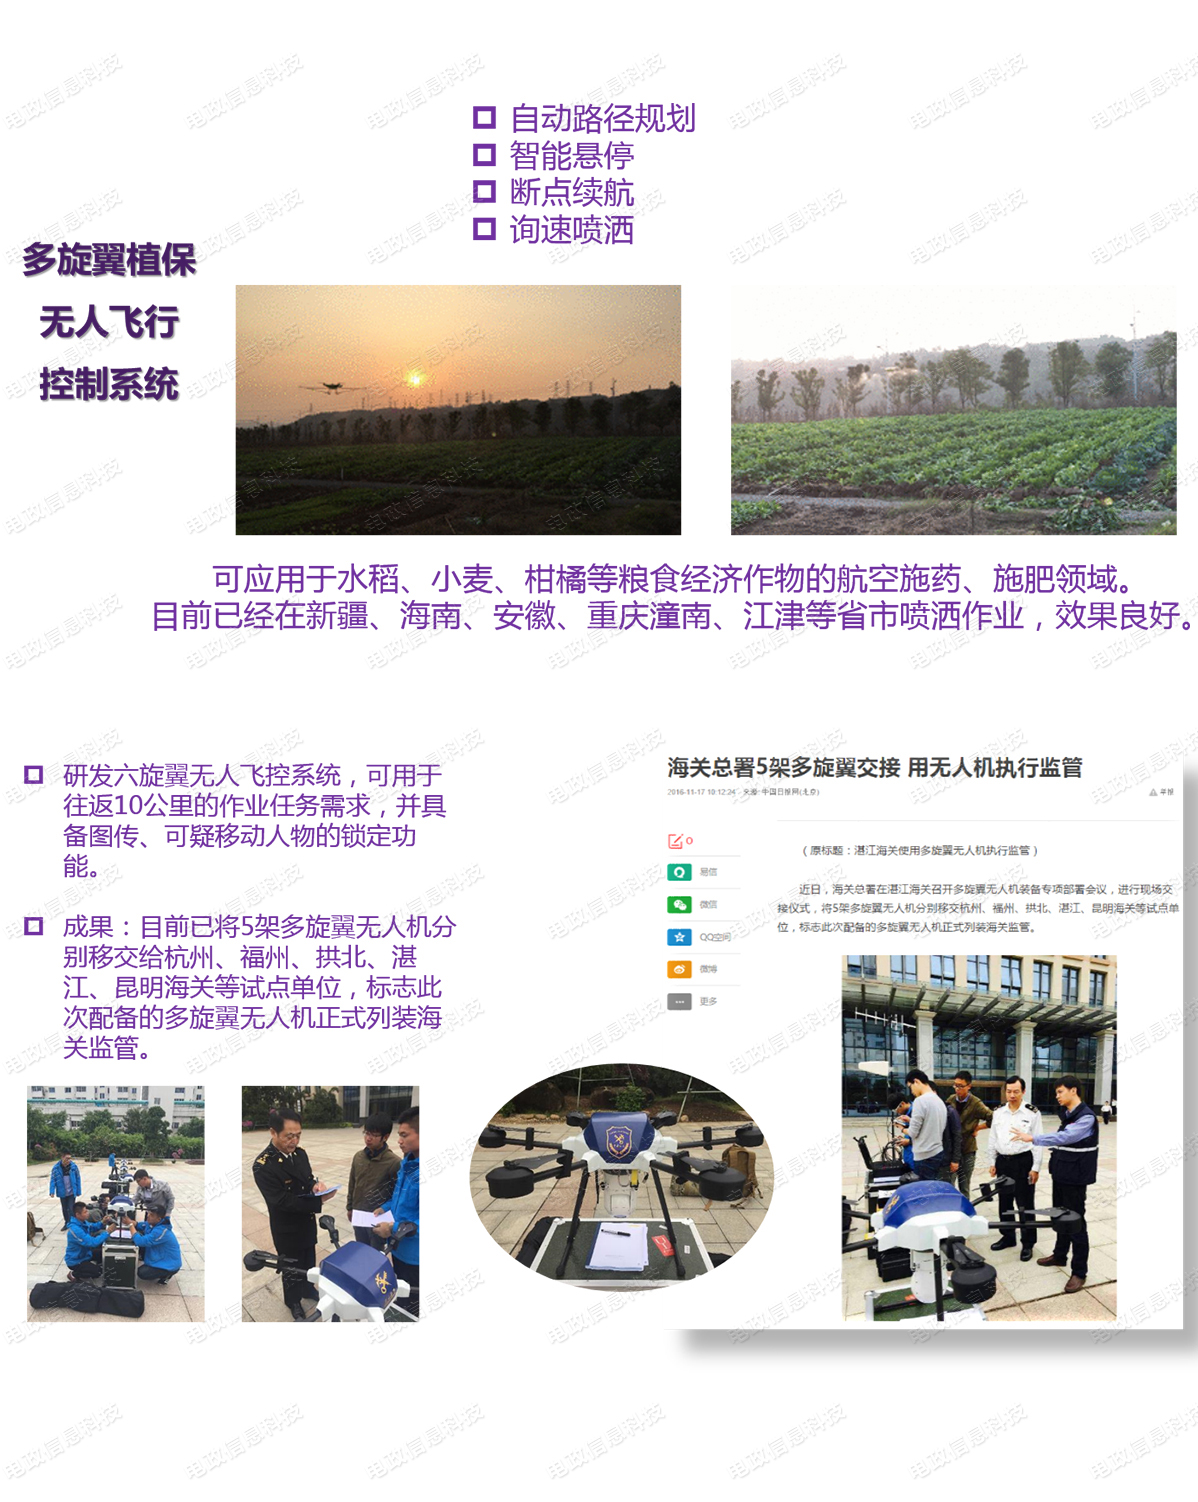 自动路径规划
智能悬停
断点续航
询速喷洒
多旋翼植保
无人飞行
控制系统
可应用于水稻、小麦、柑橘等粮食经济作物的航空施药、施肥领域。
目前已经在新疆、海南、安徽、重庆潼南、江津等省市喷洒作业，效果良好。
研发六旋翼无人飞控系统，可用于
往返10公里的作业任务需求，并具
备图传、可疑移动人物的锁定功
能。
成果：目前已将5架多旋翼无人机分
别移交给杭州、福州、拱北、湛
江、昆明海关等试点单位，标志此
次配备的多旋翼无人机正式列装海
关监管。
海关总署5架多旋翼交接 用无人机执行监管
2016-11-17 10:12:24 来源: 中国日报网(北京)
举报
0
易信
微信
QQ空间
微博
更多
（原标题：湛江海关使用多旋翼无人机执行监管）
近日，海关总署在湛江海关召开多旋翼无人机装备专项部署会议，进行现场交
接仪式，将5架多旋翼无人机分别移交杭州、福州、拱北、湛江、昆明海关等试点单
位，标志此次配备的多旋翼无人机正式列装海关监管。
电政信息科技